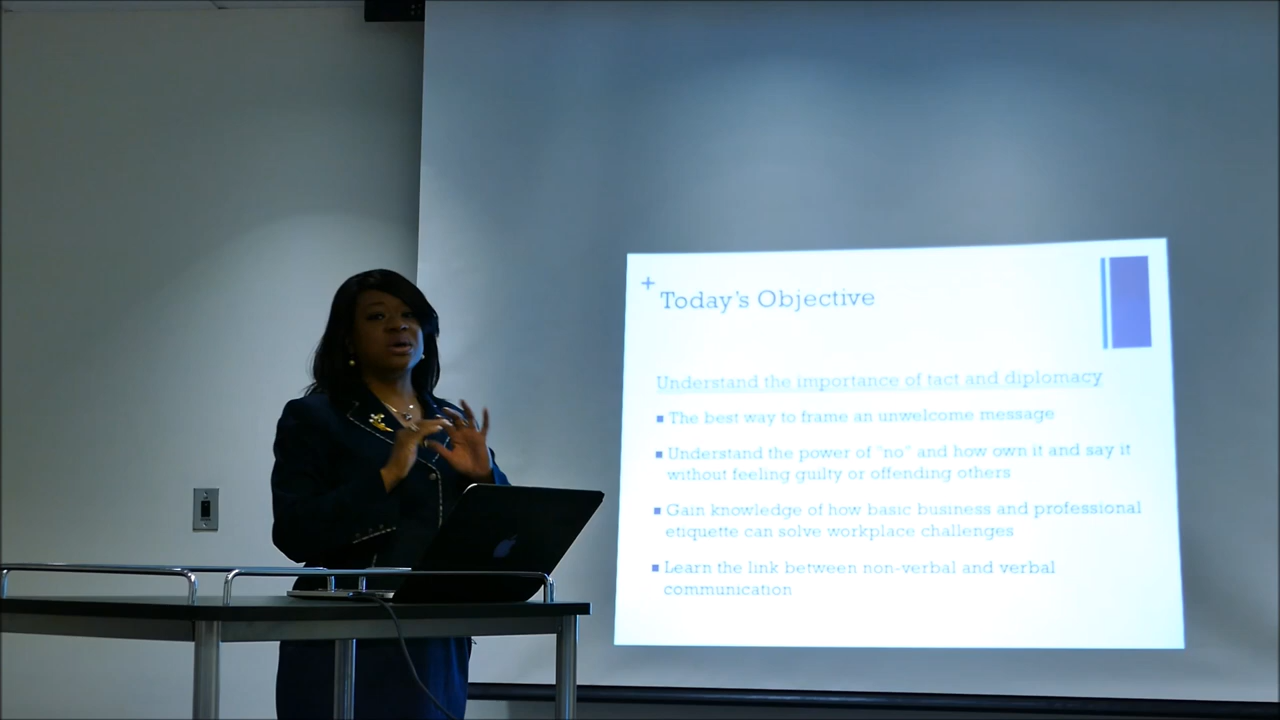 +
Today's Objective
Understand the importance of tact and diplomacy
▪ The best way to frame an unwelcome message
▪ Understand the power of "no" and how own it and say it
without feeling guilty or offending others
▪ Gain knowledge of how basic business and professional
etiquette can solve workplace challenges
▪ Learn the link between non-verbal and verbal
communication